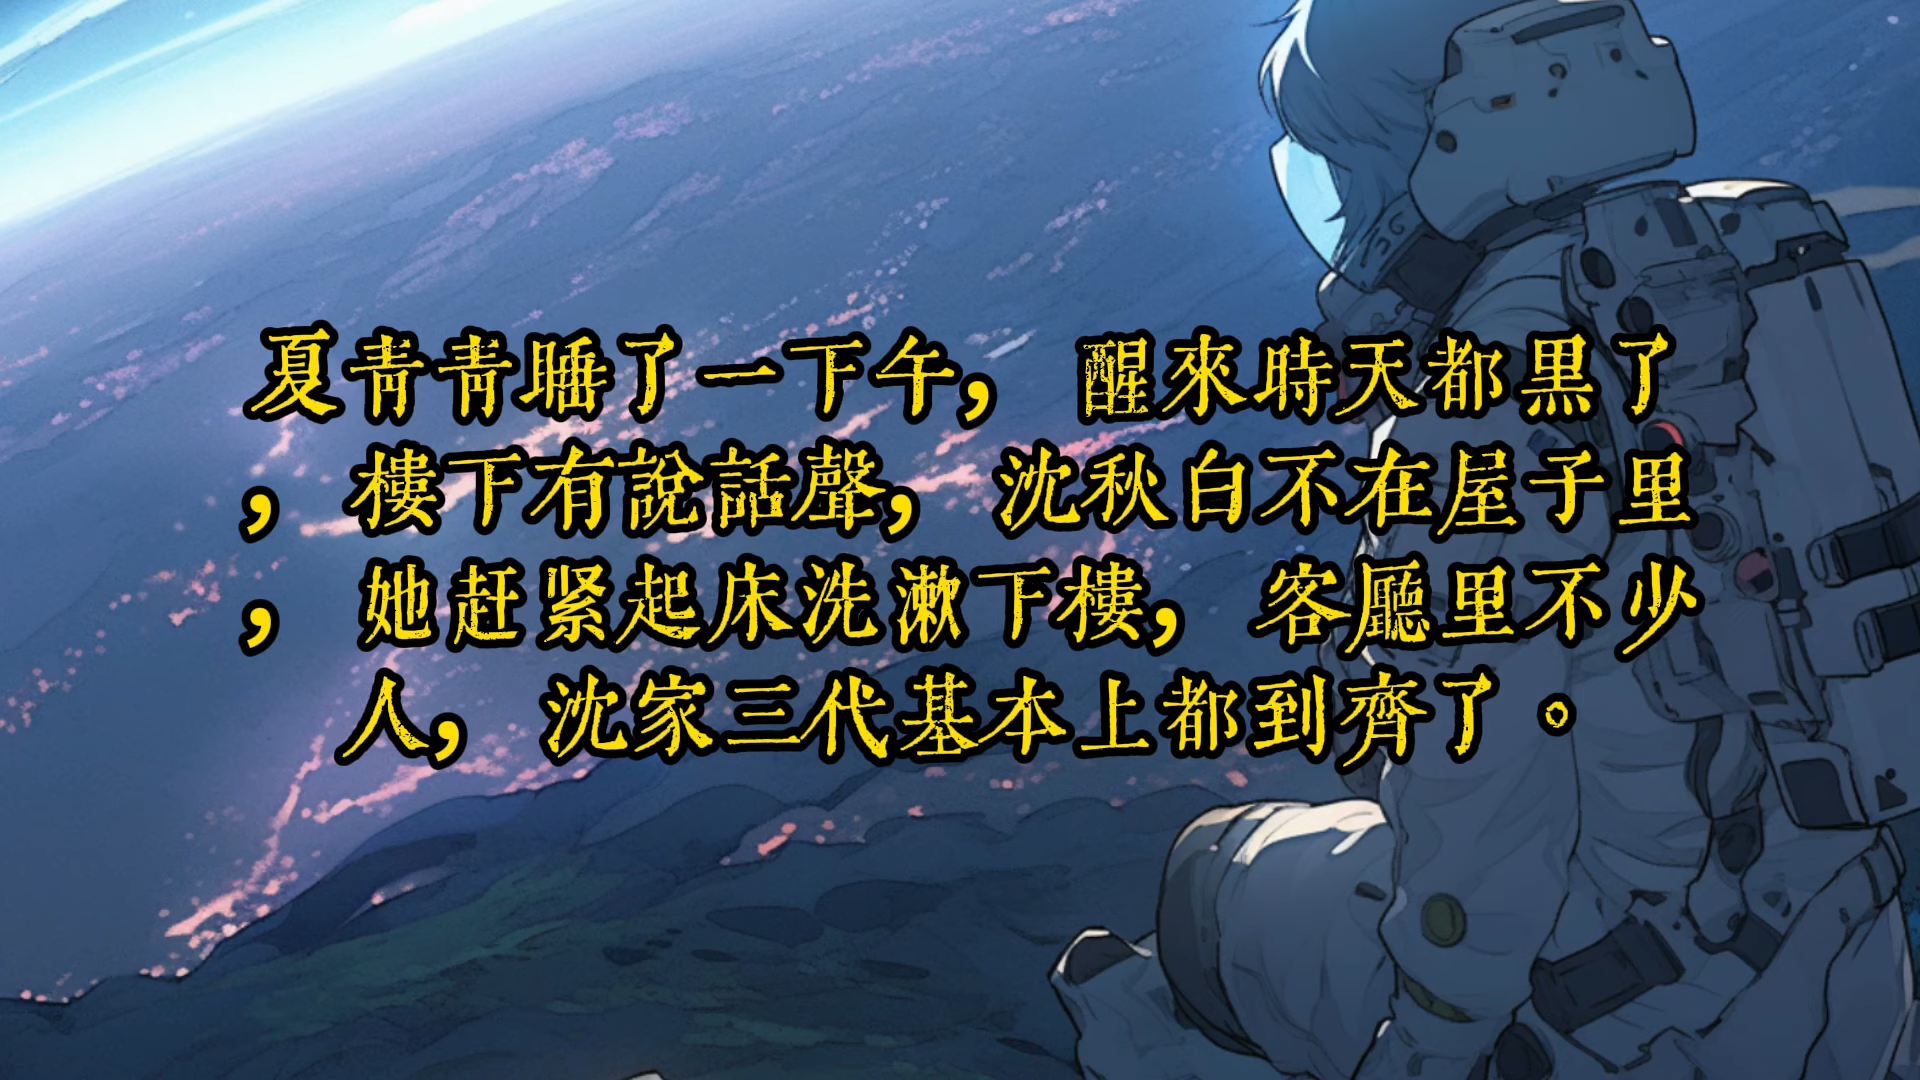 夏青青睡了一下午， 醒來時天都黑了
， 樓下有說話聲， 沈秋白不在屋子里
， 她赶紧起床洗漱下樓， 客廳里不少
人， 沈家三代基本上都到齊了。